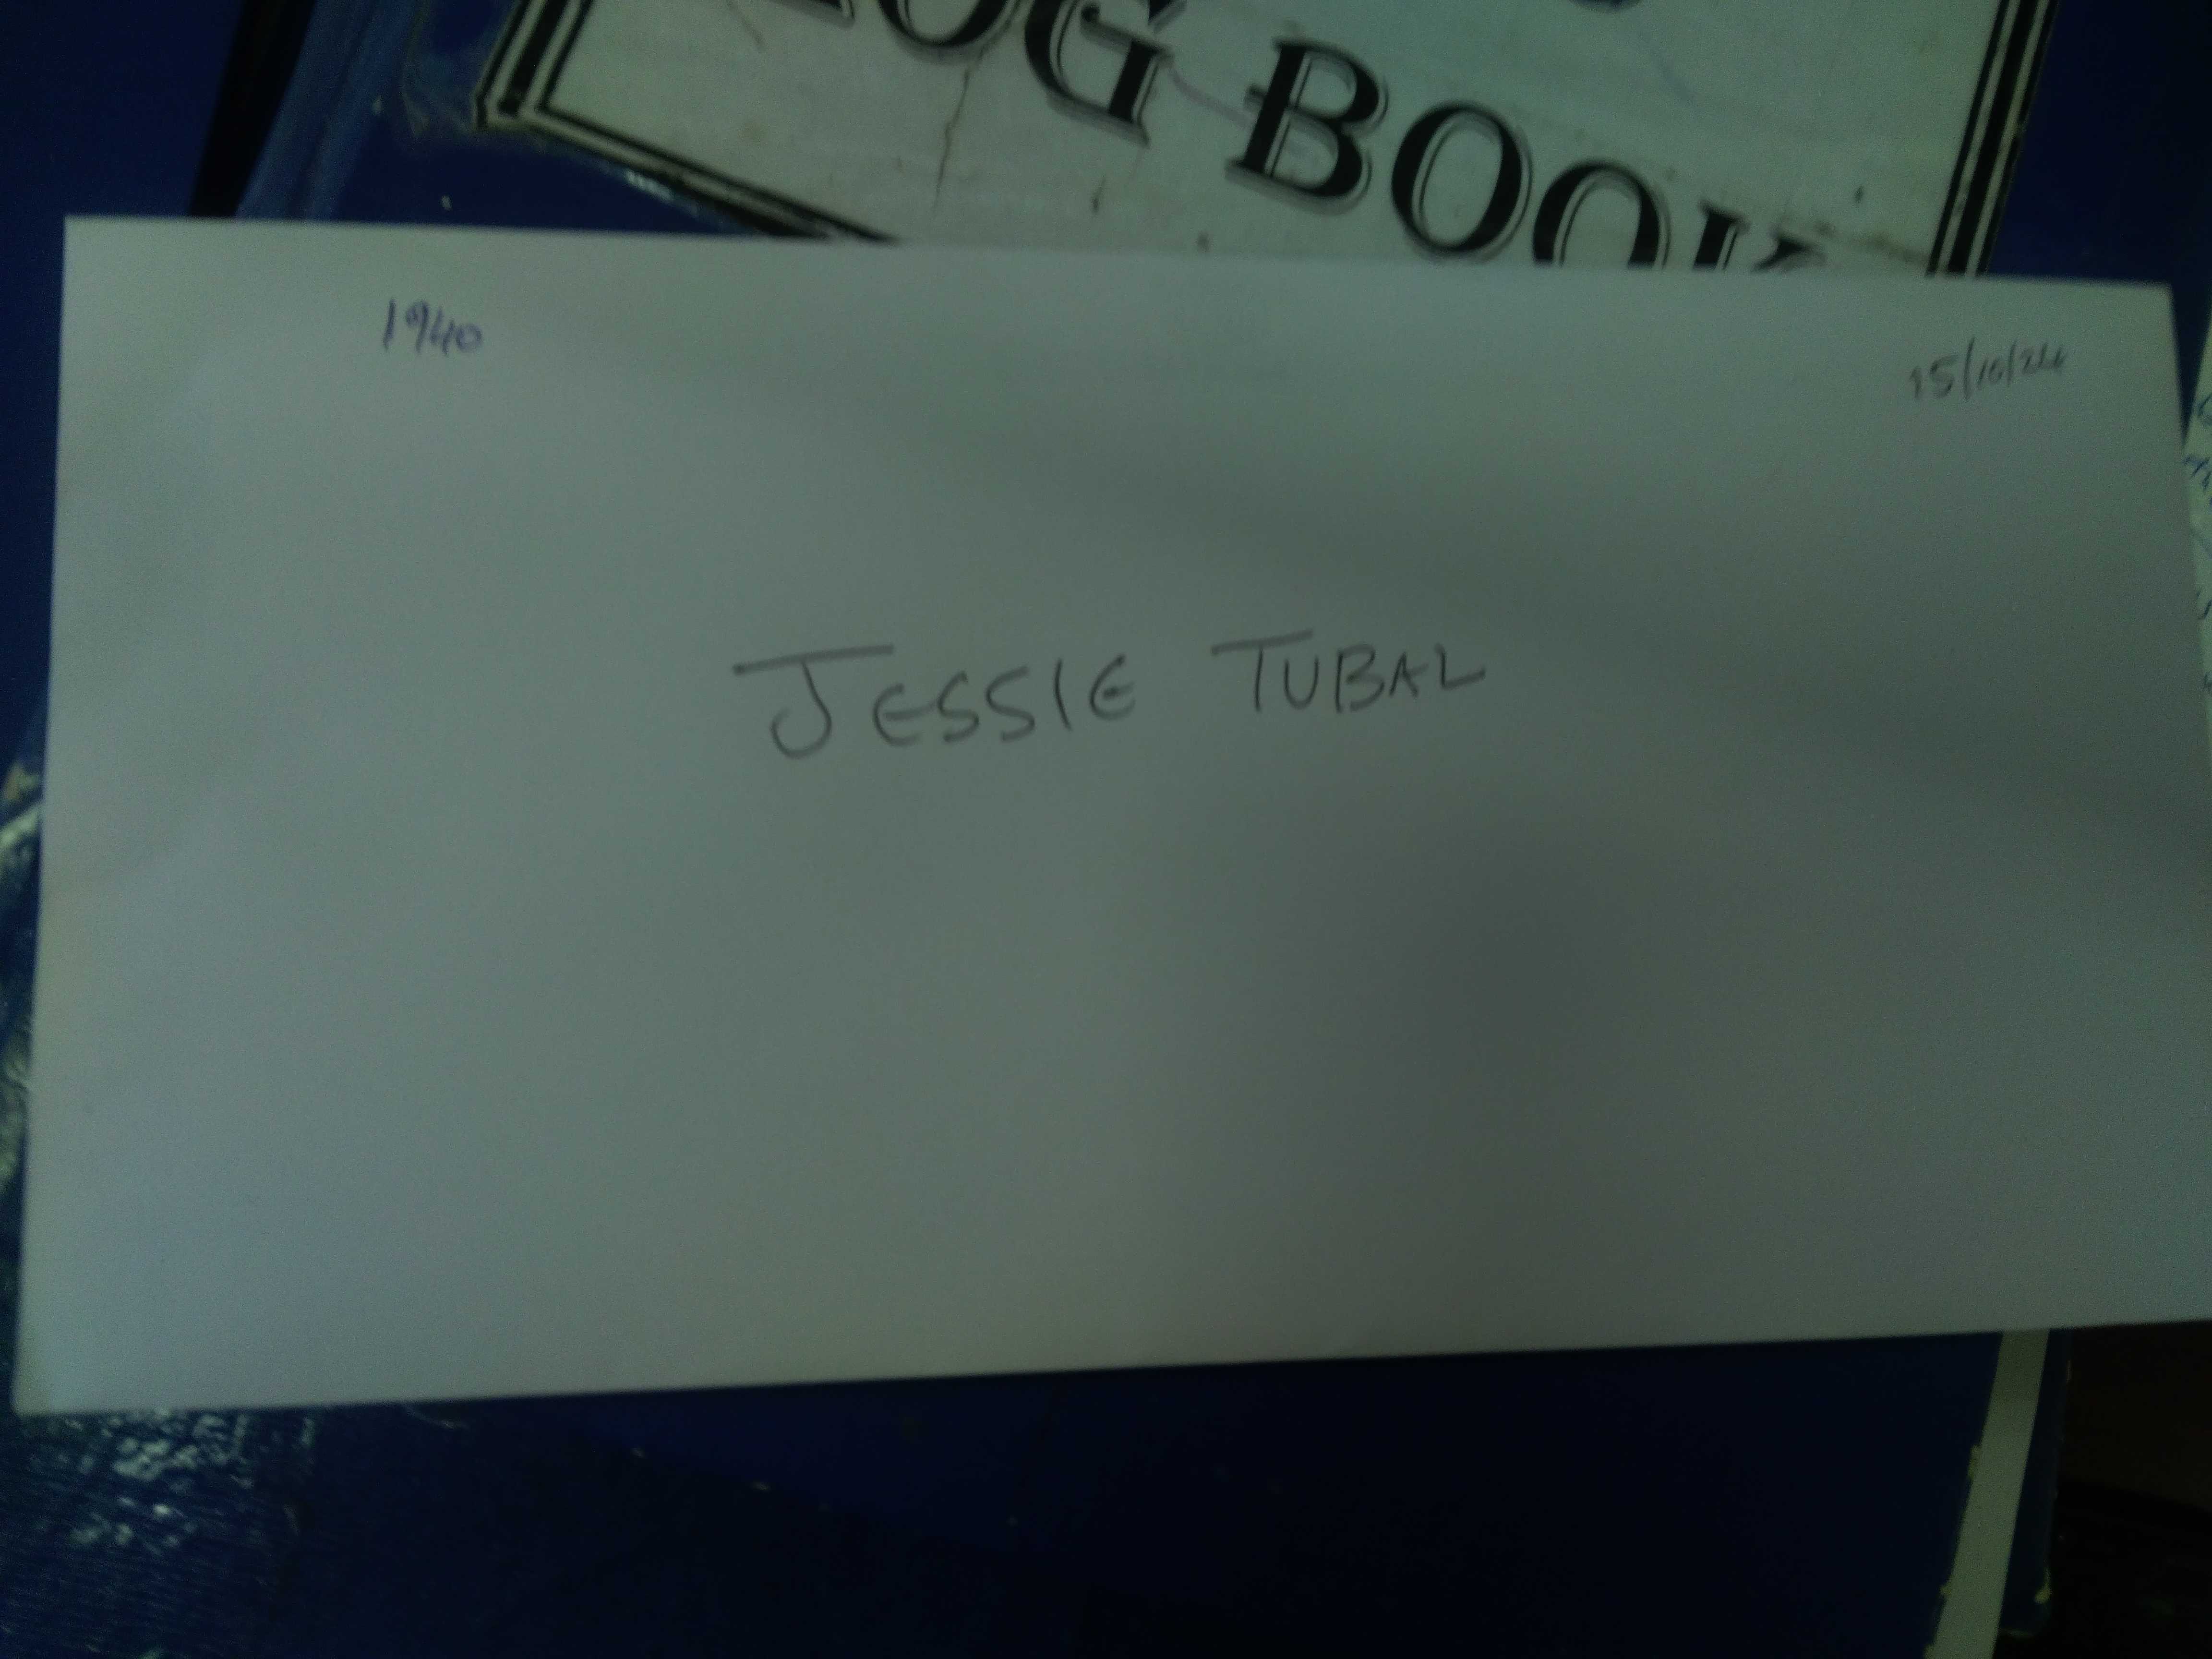 LOG BOOK
1940
15/10/24
JESSIE TUBAL